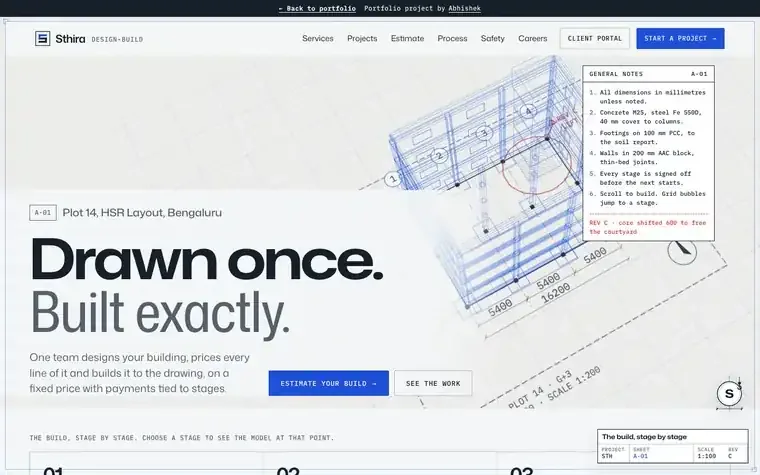 ← Back to portfolio Portfolio project by Abhishek
S Sthira DESIGN-BUILD
Services Projects Estimate Process Safety Careers CLIENT PORTAL START A PROJECT →
GENERAL NOTES A-01
1. All dimensions in millimetres
unless noted.
2. Concrete M25, steel Fe 550D,
40 mm cover to columns.
3. Footings on 100 mm PCC, to
the soil report.
4. Walls in 200 mm AAC block,
thin-bed joints.
5. Every stage is signed off
before the next starts.
6. Scroll to build. Grid bubbles
jump to a stage.
REV C - core shifted 600 to free
the courtyard
1
2
3
4
A-01 Plot 14, HSR Layout, Bengaluru
Drawn once.
Built exactly.
One team designs your building, prices every
line of it and builds it to the drawing, on a
fixed price with payments tied to stages.
ESTIMATE YOUR BUILD → SEE THE WORK
5400
5400
5400
16200
PLOT 14 · G+3
SCALE 1:200
S
THE BUILD, STAGE BY STAGE. CHOOSE A STAGE TO SEE THE MODEL AT THAT POINT.
The build, stage by stage
PROJECT SHEET SCALE REV
STH A-01 1:100 C
01 02 03